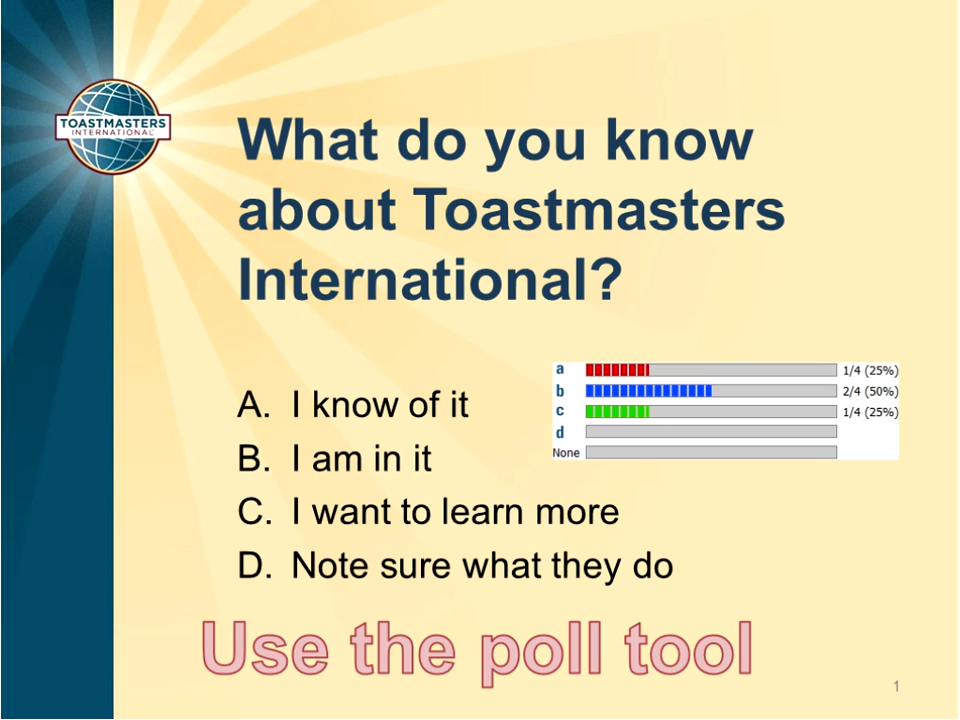 TOASTMASTERS
INTERNATIONAL
What do you know
about Toastmasters
International?
A. I know of it
B. I am in it
C. I want to learn more
D. Note sure what they do
a 1/4 (25%)
b 2/4 (50%)
c 1/4 (25%)
d
None
Use the poll tool
1